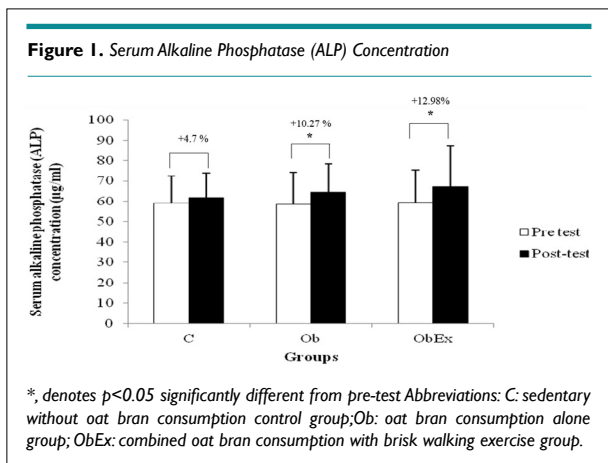 Figure 1. Serum Alkaline Phosphatase (ALP) Concentration
+12.98%
*
+10.27 %
*
+4.7 %
Serum alkaline phosphatase (ALP)
concentration (µg/ml)
100
90
80
70
60
50
40
30
20
10
0
Pre test
Post-test
C
Ob
ObEx
Groups
*, denotes p<0.05 significantly different from pre-test Abbreviations: C: sedentary
without oat bran consumption control group;Ob: oat bran consumption alone
group; ObEx: combined oat bran consumption with brisk walking exercise group.